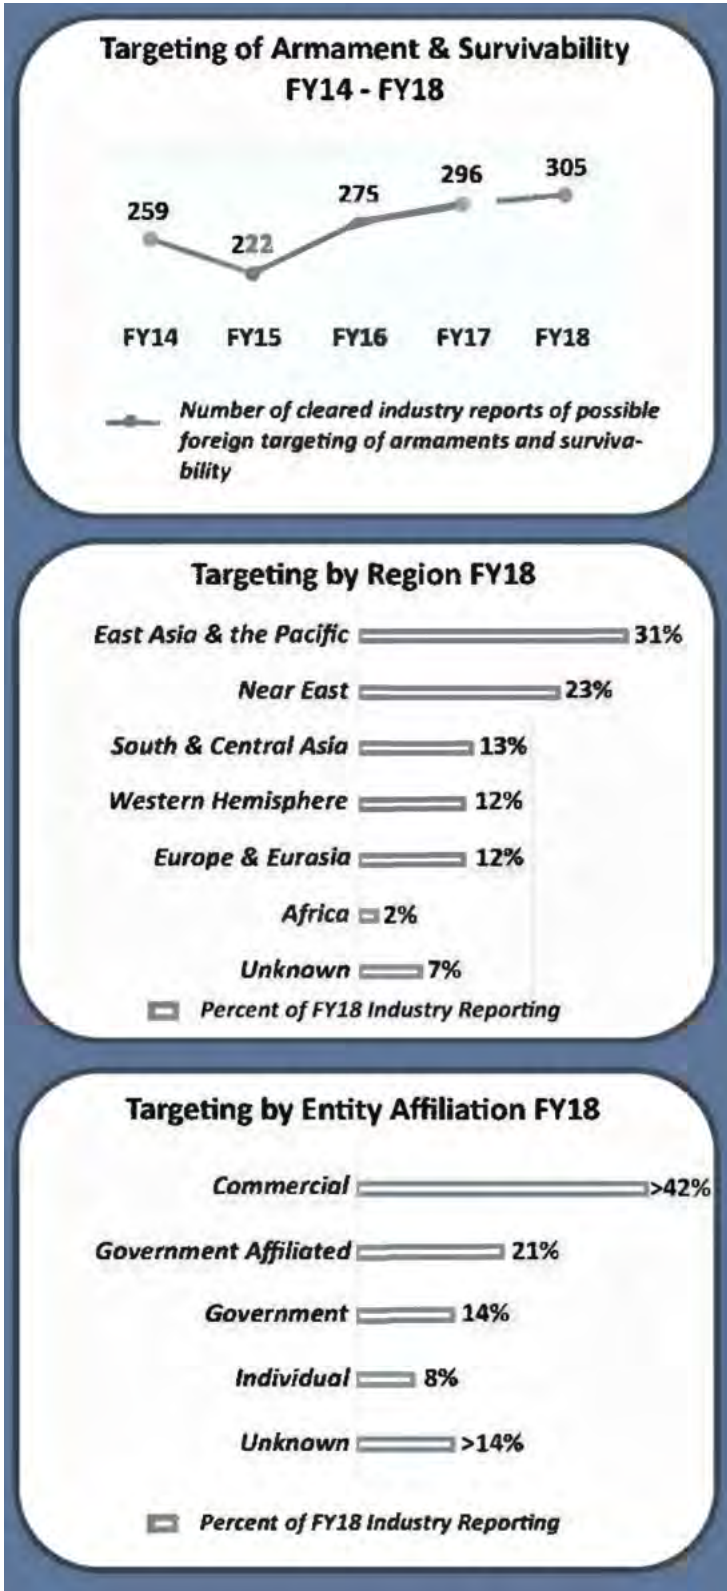 Targeting of Armament & Survivability
FY14 - FY18
259
222
275
296
305
FY14 FY15 FY16 FY17 FY18
Number of cleared industry reports of possible
foreign targeting of armaments and surviva-
bility
Targeting by Region FY18
East Asia & the Pacific 31%
Near East 23%
South & Central Asia 13%
Western Hemisphere 12%
Europe & Eurasia 12%
Africa 2%
Unknown 7%
Percent of FY18 Industry Reporting
Targeting by Entity Affiliation FY18
Commercial >42%
Government Affiliated 21%
Government 14%
Individual 8%
Unknown >14%
Percent of FY18 Industry Reporting